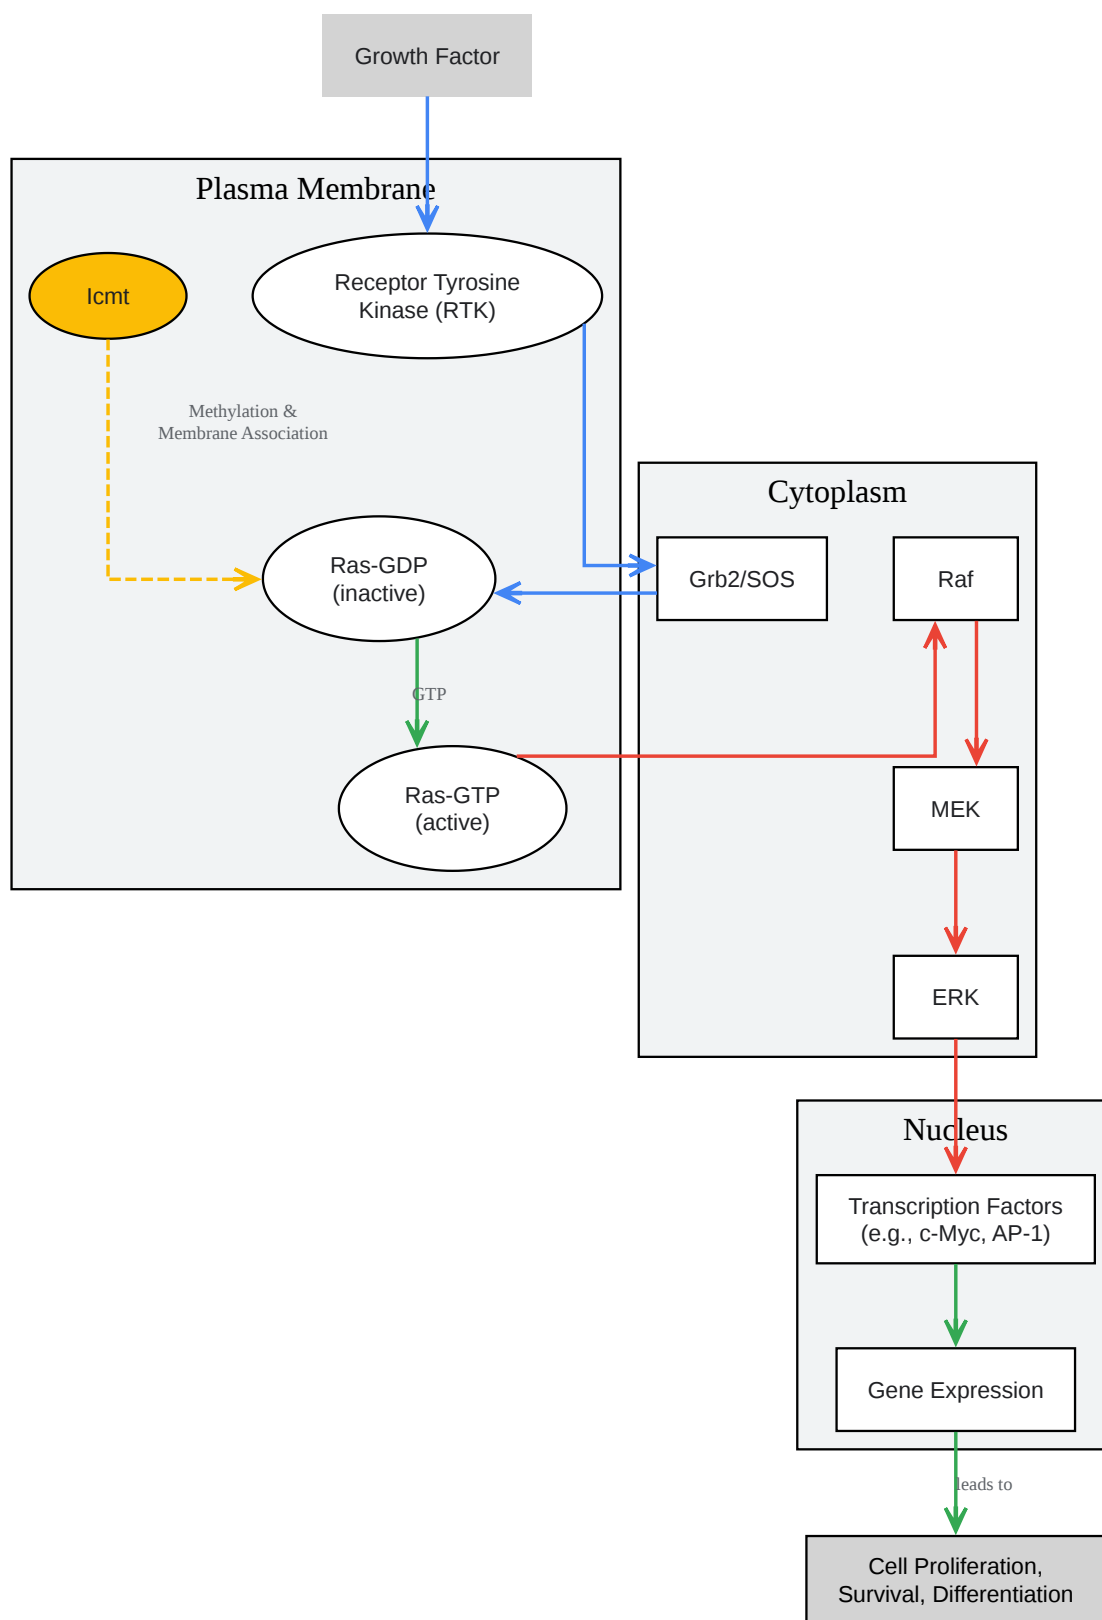 Growth Factor
Plasma Membrane
Icmt
Receptor Tyrosine
Kinase (RTK)
Methylation &
Membrane Association
Cytoplasm
Ras-GDP
(inactive)
Grb2/SOS
Raf
GTP
Ras-GTP
(active)
MEK
ERK
Nucleus
Transcription Factors
(e.g., c-Myc, AP-1)
Gene Expression
leads to
Cell Proliferation,
Survival, Differentiation